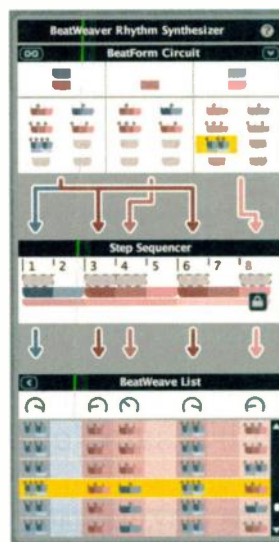 BeatWeaver Rhythm Synthesizer ?
BeatForm Circuit
Step Sequencer
1 2 3 4 5 6 7 8
BeatWeave List